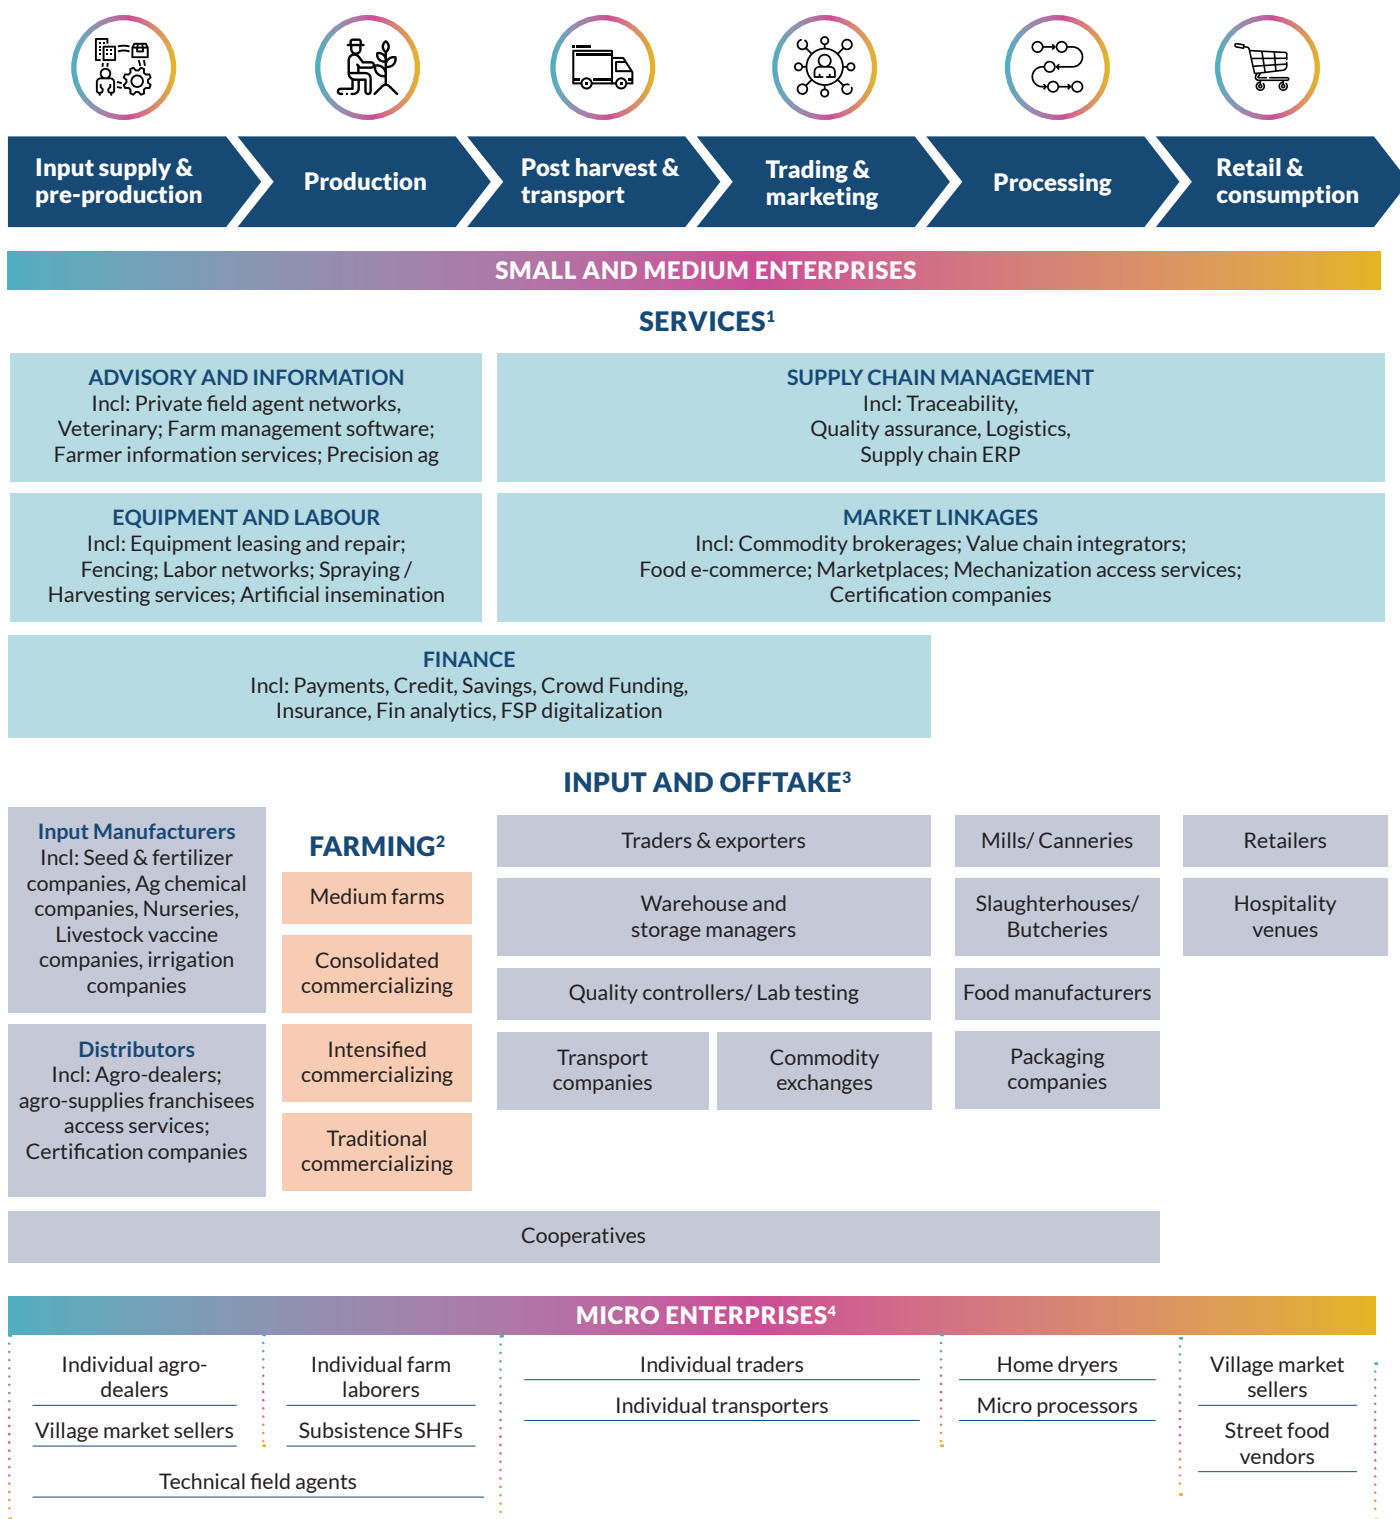 Input supply &
pre-production
Production
Post harvest &
transport
Trading &
marketing
Processing
Retail &
consumption
SMALL AND MEDIUM ENTERPRISES
SERVICES¹
ADVISORY AND INFORMATION
Incl: Private field agent networks,
Veterinary; Farm management software;
Farmer information services; Precision ag
SUPPLY CHAIN MANAGEMENT
Incl: Traceability,
Quality assurance, Logistics,
Supply chain ERP
EQUIPMENT AND LABOUR
Incl: Equipment leasing and repair;
Fencing; Labor networks; Spraying /
Harvesting services; Artificial insemination
MARKET LINKAGES
Incl: Commodity brokerages; Value chain integrators;
Food e-commerce; Marketplaces; Mechanization access services;
Certification companies
FINANCE
Incl: Payments, Credit, Savings, Crowd Funding,
Insurance, Fin analytics, FSP digitalization
INPUT AND OFFTAKE³
Input Manufacturers
Incl: Seed & fertilizer
companies, Ag chemical
companies, Nurseries,
Livestock vaccine
companies, irrigation
companies
Distributors
Incl: Agro-dealers;
agro-supplies franchisees
access services;
Certification companies
FARMING²
Medium farms
Consolidated
commercializing
Intensified
commercializing
Traditional
commercializing
Traders & exporters
Warehouse and
storage managers
Quality controllers/ Lab testing
Transport
companies
Commodity
exchanges
Mills/ Canneries
Slaughterhouses/
Butcheries
Food manufacturers
Packaging
companies
Retailers
Hospitality
venues
Cooperatives
MICRO ENTERPRISES⁴
Individual agro-
dealers
Village market sellers
Individual farm
laborers
Subsistence SHFs
Technical field agents
Individual traders
Individual transporters
Home dryers
Micro processors
Village market
sellers
Street food
vendors